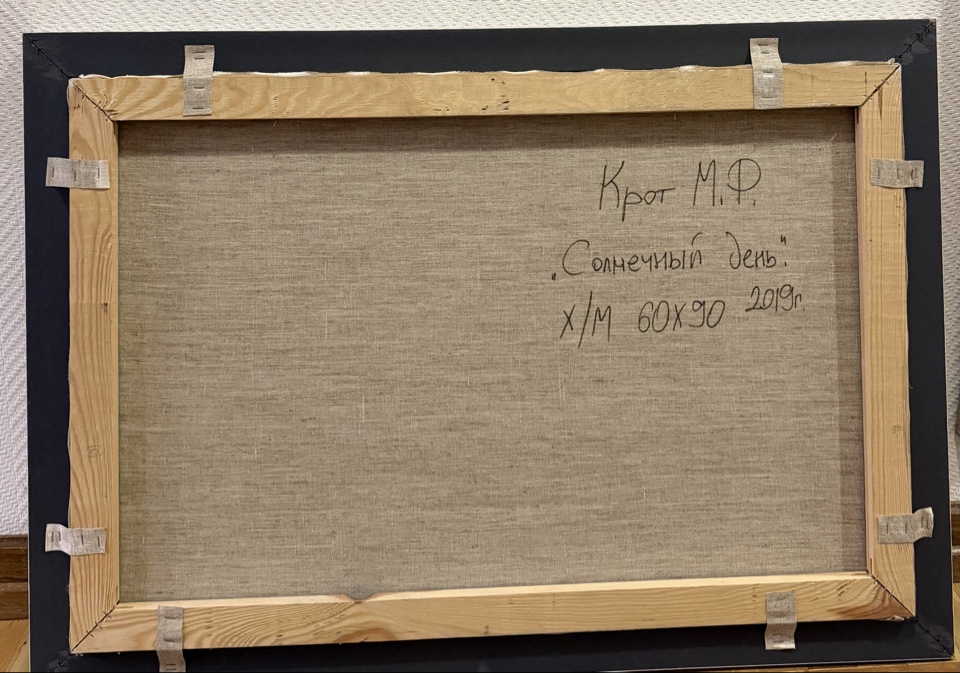 Крот М.Ф.
„Солнечный день".
Х/М 60Х90 2019г.